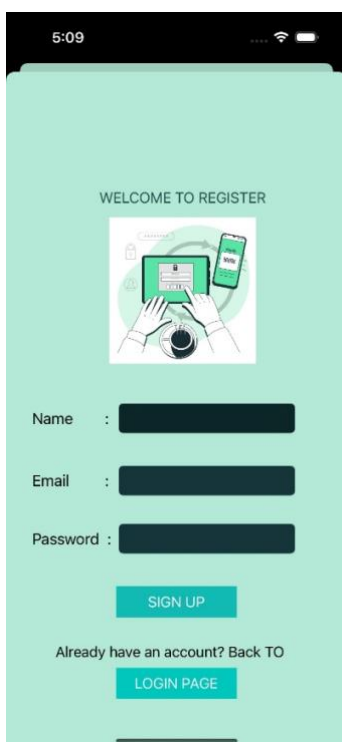 5:09
WELCOME TO REGISTER
Name :
Email :
Password :
SIGN UP
Already have an account? Back TO
LOGIN PAGE